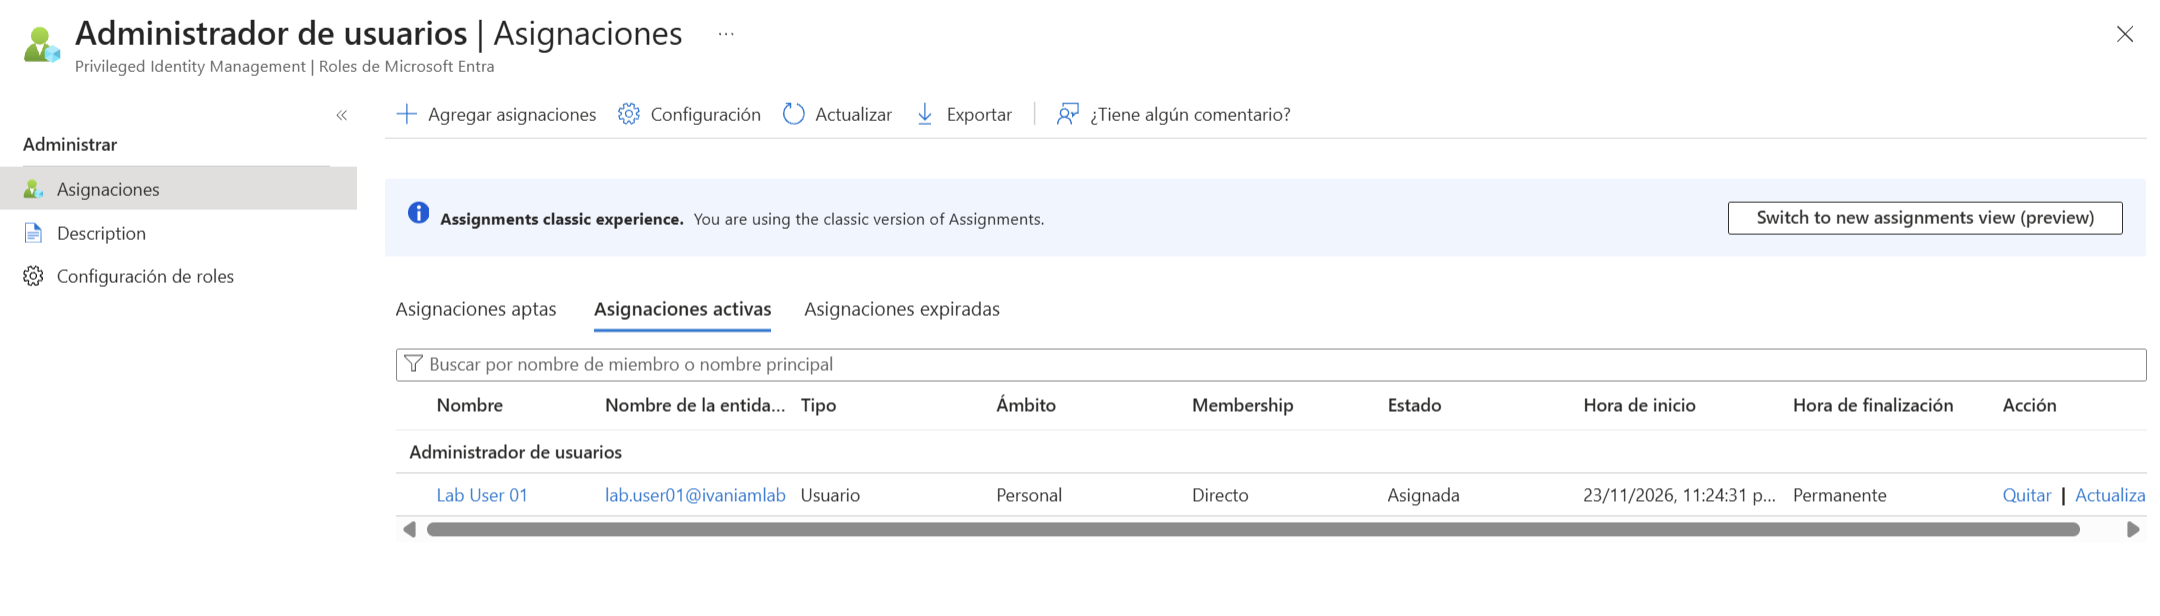 Administrador de usuarios | Asignaciones ...
Privileged Identity Management | Roles de Microsoft Entra
«
Administrar
Asignaciones
Description
Configuración de roles
Agregar asignaciones Configuración Actualizar Exportar ¿Tiene algún comentario?
Assignments classic experience. You are using the classic version of Assignments. Switch to new assignments view (preview)
Asignaciones aptas Asignaciones activas Asignaciones expiradas
Buscar por nombre de miembro o nombre principal
Nombre Nombre de la entida... Tipo Ámbito Membership Estado Hora de inicio Hora de finalización Acción
Administrador de usuarios
Lab User 01 lab.user01@ivaniamlab Usuario Personal Directo Asignada 23/11/2026, 11:24:31 p... Permanente Quitar | Actualiza